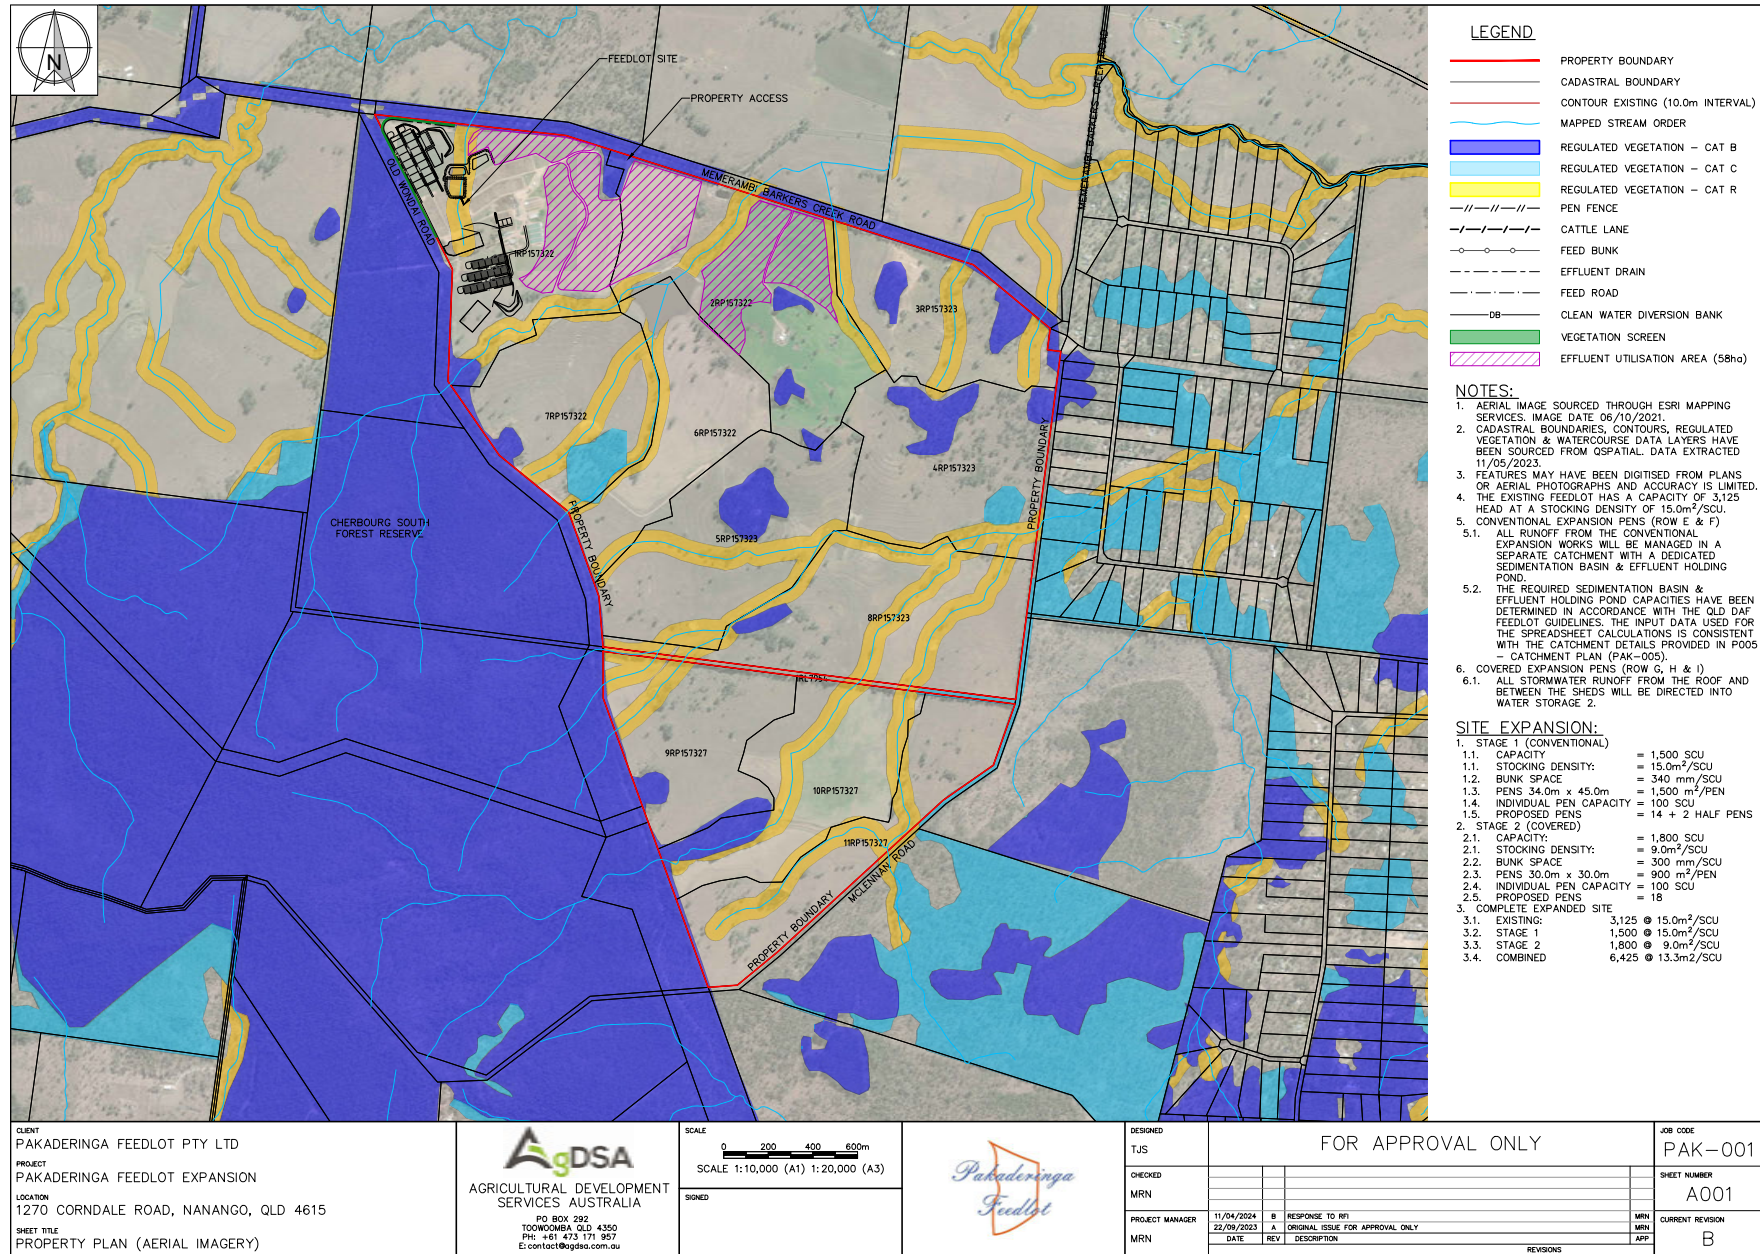 N
FEEDLOT SITE
PROPERTY ACCESS
MEMERAMBI BARKERS CREEK ROAD
MEMERAMBI BARKERS CREEK ROAD
OLD WONDAI ROAD
1RP157322
2RP157322
3RP157323
7RP157322
6RP157322
4RP157323
PROPERTY BOUNDARY
CHERBOURG SOUTH
FOREST RESERVE
PROPERTY BOUNDARY
5RP157323
8RP157323
9RP157327
10RP157327
11RP157327
MCLENNAN ROAD
PROPERTY BOUNDARY
LEGEND
PROPERTY BOUNDARY
CADASTRAL BOUNDARY
CONTOUR EXISTING (10.0m INTERVAL)
MAPPED STREAM ORDER
REGULATED VEGETATION - CAT B
REGULATED VEGETATION - CAT C
REGULATED VEGETATION - CAT R
PEN FENCE
CATTLE LANE
FEED BUNK
EFFLUENT DRAIN
FEED ROAD
DB CLEAN WATER DIVERSION BANK
VEGETATION SCREEN
EFFLUENT UTILISATION AREA (58ha)
NOTES:
1. AERIAL IMAGE SOURCED THROUGH ESRI MAPPING
SERVICES. IMAGE DATE 06/10/2021.
2. CADASTRAL BOUNDARIES, CONTOURS, REGULATED
VEGETATION & WATERCOURSE DATA LAYERS HAVE
BEEN SOURCED FROM QSPATIAL. DATA EXTRACTED
11/05/2023.
3. FEATURES MAY HAVE BEEN DIGITISED FROM PLANS
OR AERIAL PHOTOGRAPHS AND ACCURACY IS LIMITED.
4. THE EXISTING FEEDLOT HAS A CAPACITY OF 3,125
HEAD AT A STOCKING DENSITY OF 15.0m²/SCU.
5. CONVENTIONAL EXPANSION PENS (ROW E & F)
5.1. ALL RUNOFF FROM THE CONVENTIONAL
EXPANSION WORKS WILL BE MANAGED IN A
SEPARATE CATCHMENT WITH A DEDICATED
SEDIMENTATION BASIN & EFFLUENT HOLDING
POND.
5.2. THE REQUIRED SEDIMENTATION BASIN &
EFFLUENT HOLDING POND CAPACITIES HAVE BEEN
DETERMINED IN ACCORDANCE WITH THE QLD DAF
FEEDLOT GUIDELINES. THE INPUT DATA USED FOR
THE SPREADSHEET CALCULATIONS IS CONSISTENT
WITH THE CATCHMENT DETAILS PROVIDED IN P005
- CATCHMENT PLAN (PAK-005).
6. COVERED EXPANSION PENS (ROW G, H & I)
6.1. ALL STORMWATER RUNOFF FROM THE ROOF AND
BETWEEN THE SHEDS WILL BE DIRECTED INTO
WATER STORAGE 2.
SITE EXPANSION:
1. STAGE 1 (CONVENTIONAL)
1.1. CAPACITY = 1,500 SCU
1.1. STOCKING DENSITY: = 15.0m²/SCU
1.2. BUNK SPACE = 340 mm/SCU
1.3. PENS 34.0m x 45.0m = 1,500 m²/PEN
1.4. INDIVIDUAL PEN CAPACITY = 100 SCU
1.5. PROPOSED PENS = 14 + 2 HALF PENS
2. STAGE 2 (COVERED)
2.1. CAPACITY: = 1,800 SCU
2.1. STOCKING DENSITY: = 9.0m²/SCU
2.2. BUNK SPACE = 300 mm/SCU
2.3. PENS 30.0m x 30.0m = 900 m²/PEN
2.4. INDIVIDUAL PEN CAPACITY = 100 SCU
2.5. PROPOSED PENS = 18
3. COMPLETE EXPANDED SITE
3.1. EXISTING: 3,125 @ 15.0m²/SCU
3.2. STAGE 1 1,500 @ 15.0m²/SCU
3.3. STAGE 2 1,800 @ 9.0m²/SCU
3.4. COMBINED 6,425 @ 13.3m2/SCU
CLIENT
PAKADERINGA FEEDLOT PTY LTD
PROJECT
PAKADERINGA FEEDLOT EXPANSION
LOCATION
1270 CORNDALE ROAD, NANANGO, QLD 4615
SHEET TITLE
PROPERTY PLAN (AERIAL IMAGERY)
AgDSA
AGRICULTURAL DEVELOPMENT
SERVICES AUSTRALIA
PO BOX 292
TOOWOOMBA QLD 4350
PH: +61 473 171 957
E:contact@agdsa.com.au
SCALE
0 200 400 600m
SCALE 1:10,000 (A1) 1:20,000 (A3)
SIGNED
Pakaderinga
Feedlot
DESIGNED
TJS
CHECKED
MRN
PROJECT MANAGER
MRN
FOR APPROVAL ONLY
11/04/2024 B RESPONSE TO RFI MRN
22/09/2023 A ORIGINAL ISSUE FOR APPROVAL ONLY MRN
DATE REV DESCRIPTION APP
REVISIONS
JOB CODE
PAK-001
SHEET NUMBER
A001
CURRENT REVISION
B